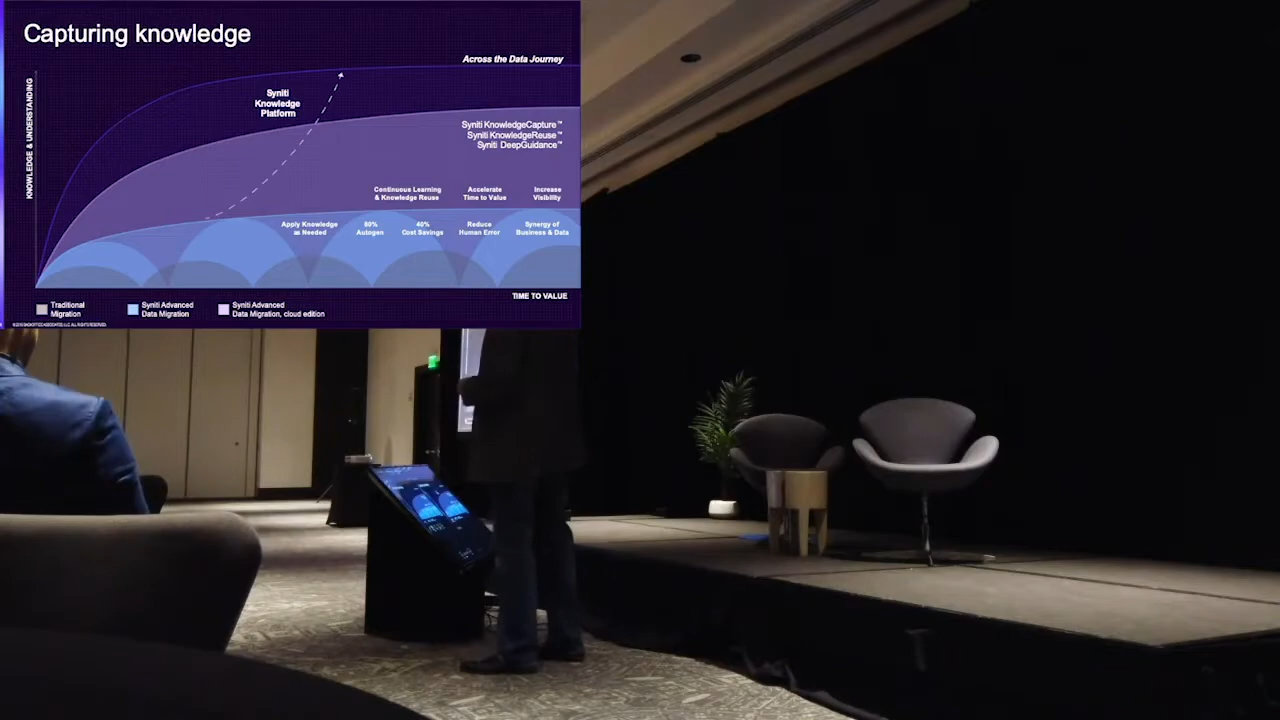 Capturing knowledge
Across the Data Journey
KNOWLEDGE & UNDERSTANDING
Syniti
Knowledge
Platform
Syniti KnowledgeCapture™
Syniti KnowledgeReuse™
Syniti DeepGuidance™
Continuous Learning
& Knowledge Reuse
Accelerate
Time to Value
Increase
Visibility
Apply Knowledge
as Needed
80%
Autogen
40%
Cost Savings
Reduce
Human Error
Synergy of
Business & Data
TIME TO VALUE
Traditional
Migration
Syniti Advanced
Data Migration
Syniti Advanced
Data Migration, cloud edition